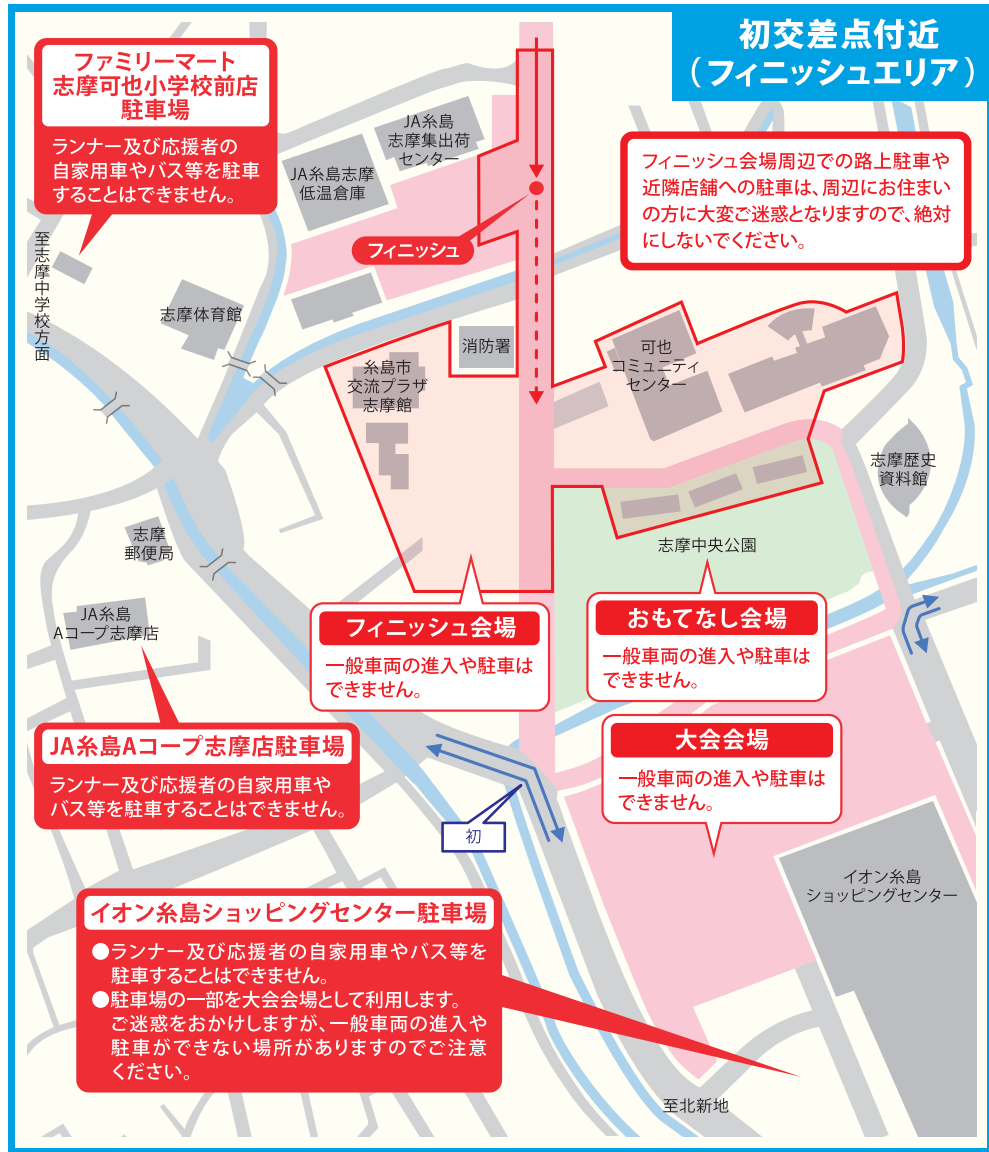 初交差点付近
（フィニッシュエリア）
ファミリーマート
志摩可也小学校前店
駐車場
ランナー及び応援者の
自家用車やバス等を駐車
することはできません。
JA糸島
志摩集出荷
センター
JA糸島志摩
低温倉庫
フィニッシュ会場周辺での路上駐車や
近隣店舗への駐車は、周辺にお住まい
の方に大変ご迷惑となりますので、絶対
にしないでください。
フィニッシュ
至志摩中学校方面
志摩体育館
消防署
糸島市
交流プラザ
志摩館
可也
コミュニティ
センター
志摩歴史
資料館
志摩
郵便局
志摩中央公園
JA糸島
Aコープ志摩店
フィニッシュ会場
一般車両の進入や駐車は
できません。
おもてなし会場
一般車両の進入や駐車は
できません。
JA糸島Aコープ志摩店駐車場
ランナー及び応援者の自家用車や
バス等を駐車することはできません。
大会会場
一般車両の進入や駐車は
できません。
初
イオン糸島
ショッピングセンター
イオン糸島ショッピングセンター駐車場
●ランナー及び応援者の自家用車やバス等を
駐車することはできません。
●駐車場の一部を大会会場として利用します。
ご迷惑をおかけしますが、一般車両の進入や
駐車ができない場所がありますのでご注意
ください。
至北新地